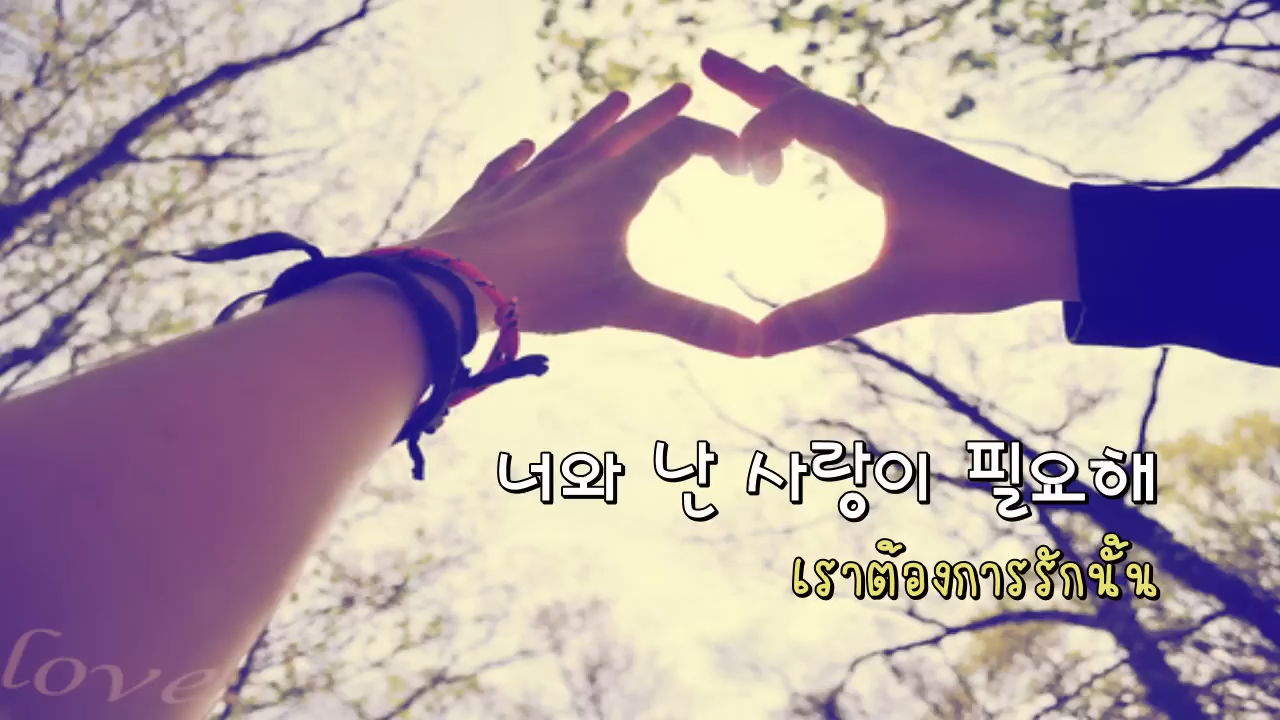 너와 난 사랑이 필요해
เราต้องการรักนั้น
love